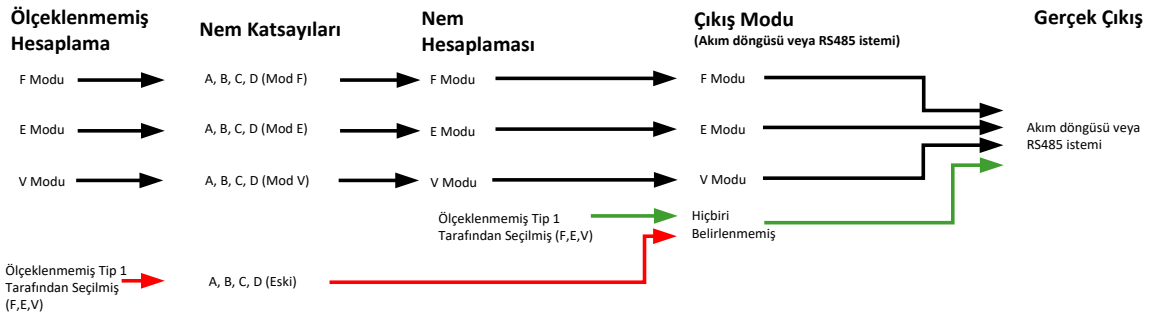 Ölçeklenmemiş
Hesaplama
Nem Katsayıları
Nem
Hesaplaması
Çıkış Modu
(Akım döngüsü veya RS485 istemi)
Gerçek Çıkış
F Modu
A, B, C, D (Mod F)
F Modu
F Modu
E Modu
A, B, C, D (Mod E)
E Modu
E Modu
Akım döngüsü veya
RS485 istemi
V Modu
A, B, C, D (Mod V)
V Modu
V Modu
Ölçeklenmemiş Tip 1
Tarafından Seçilmiş (F,E,V)
Hiçbiri
Belirlenmemiş
Ölçeklenmemiş Tip 1
Tarafından Seçilmiş
(F,E,V)
A, B, C, D (Eski)